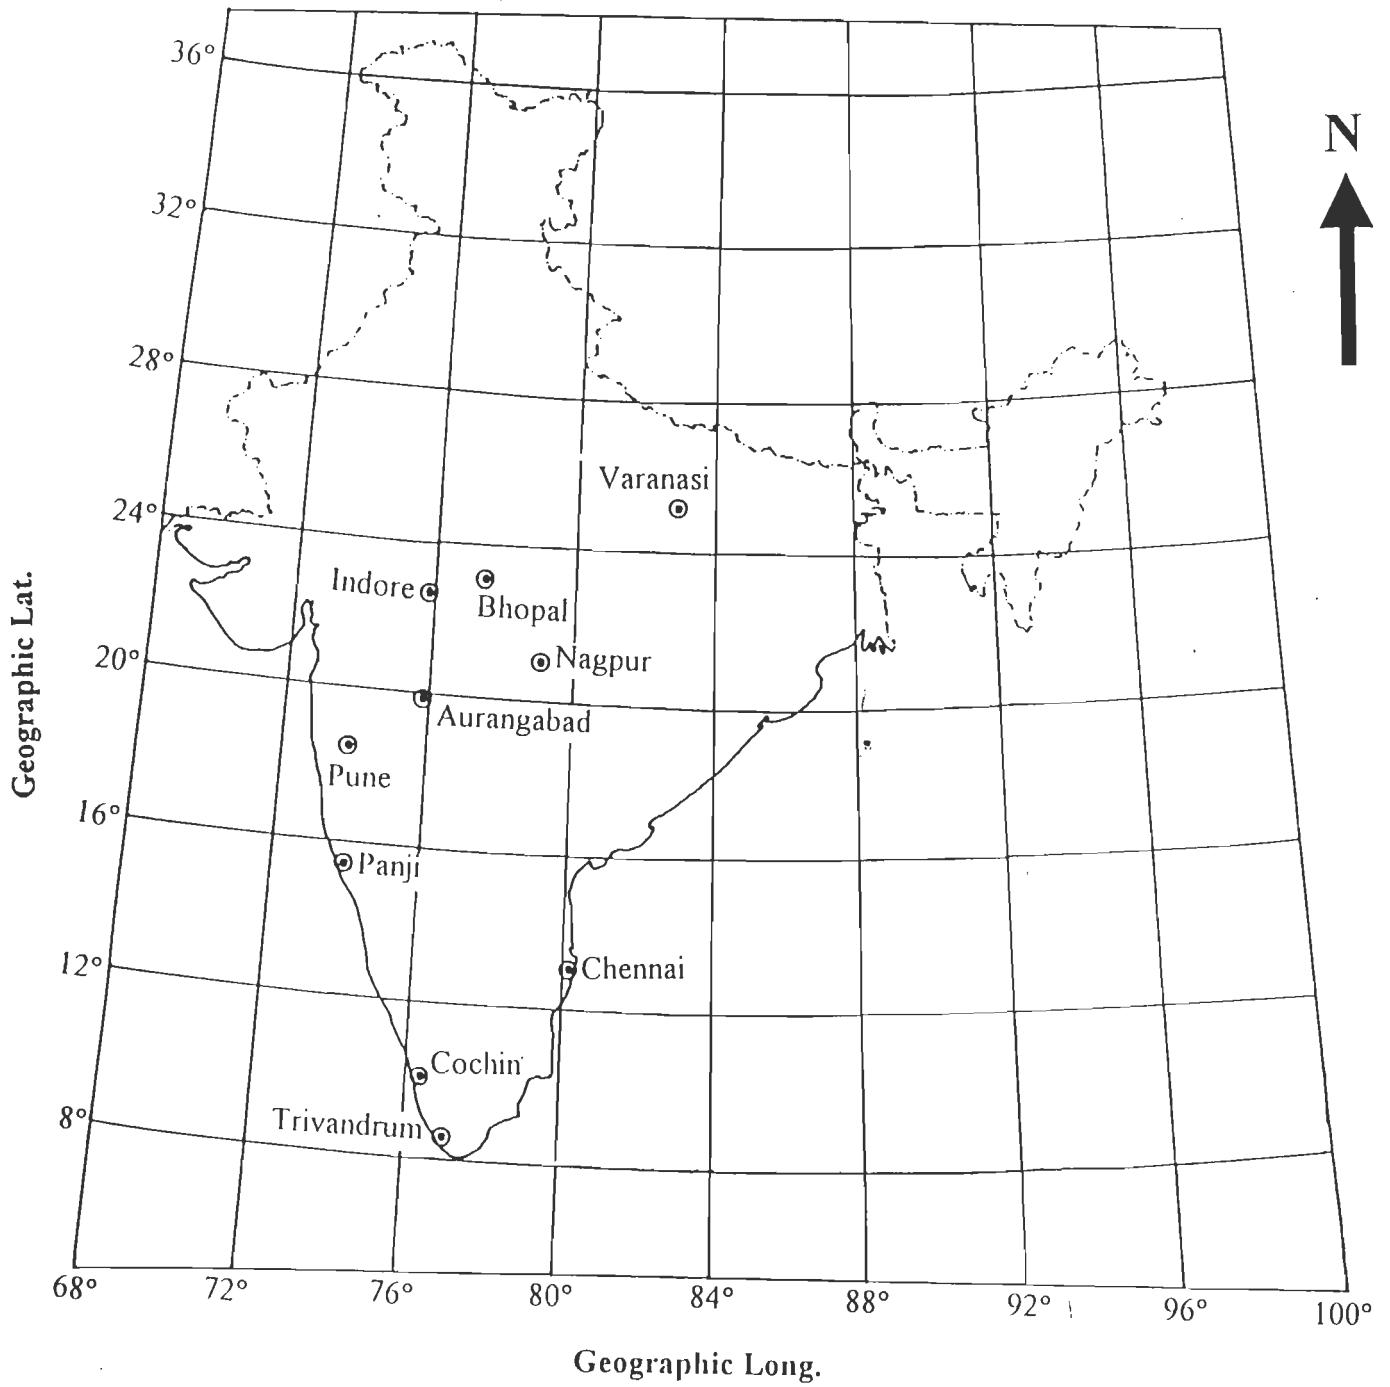 36°
N
32°
28°
Varanasi
24°
Indore
Bhopal
Nagpur
20°
Aurangabad
Pune
16°
Panji
12°
Chennai
Cochin
8°
Trivandrum
68°
72°
76°
80°
84°
88°
92°
96°
100°
Geographic Lat.
Geographic Long.